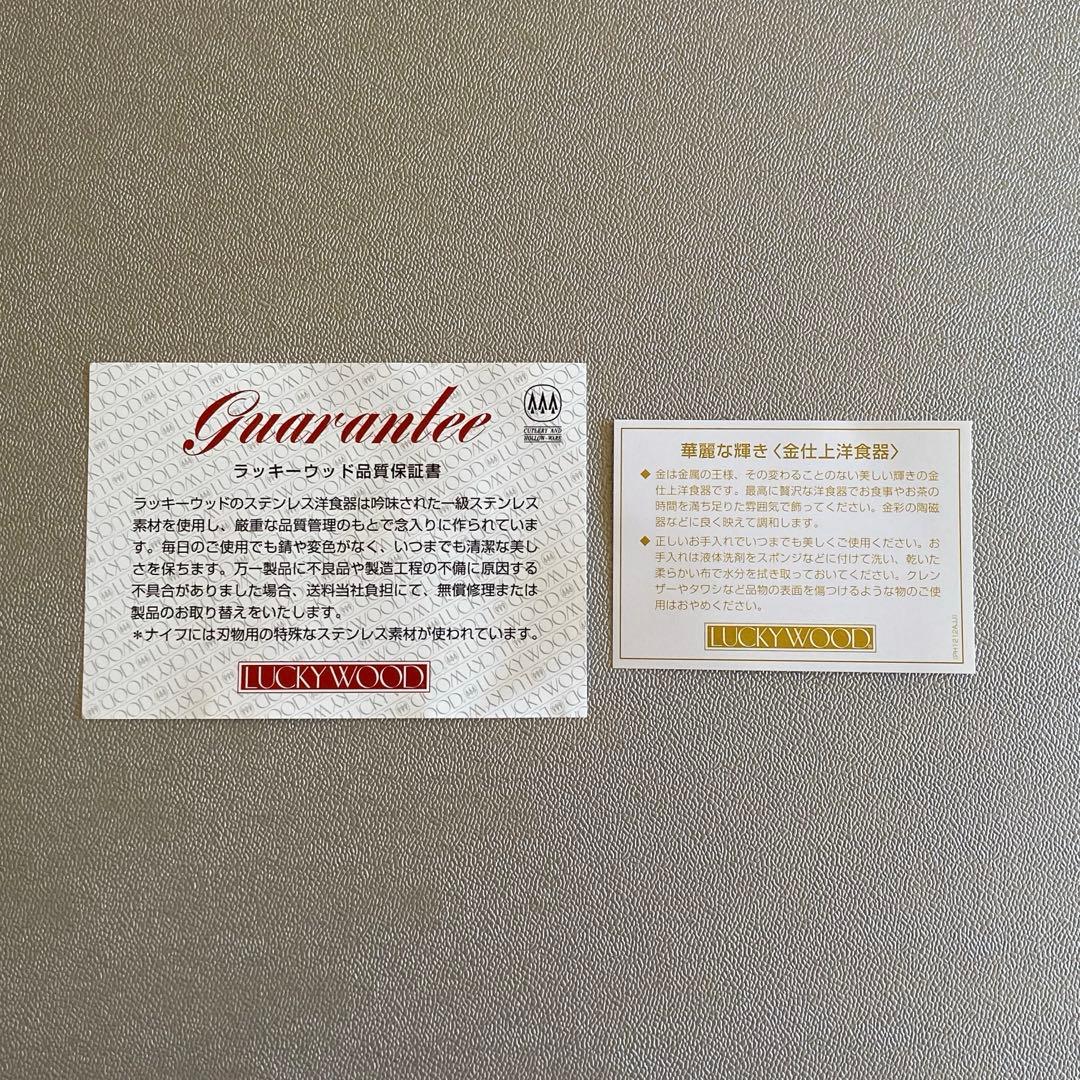 Guarantee
CUTLERY AND
HOLLOW-WARE
ラッキーウッド品質保証書
ラッキーウッドのステンレス洋食器は吟味された一級ステンレス
素材を使用し、厳重な品質管理のもとで念入りに作られていま
す。毎日のご使用でも錆や変色がなく、いつまでも清潔な美し
さを保ちます。万一製品に不良品や製造工程の不備に原因する
不具合がありました場合、送料当社負担にて、無償修理または
製品のお取り替えをいたします。
＊ナイフには刃物用の特殊なステンレス素材が使われています。
LUCKYWOOD
華麗な輝き〈金仕上洋食器〉
◆ 金は金属の王様、その変わることのない美しい輝きの金
仕上洋食器です。最高に贅沢な洋食器でお食事やお茶の
時間を満ち足りた雰囲気で飾ってください。金彩の陶磁
器などに良く映えて調和します。
◆ 正しいお手入れでいつまでも美しくご使用ください。お
手入れは液体洗剤をスポンジなどに付けて洗い、乾いた
柔らかい布で水分を拭き取っておいてください。クレン
ザーやタワシなど品物の表面を傷つけるような物のご使
用はおやめください。
LUCKYWOOD